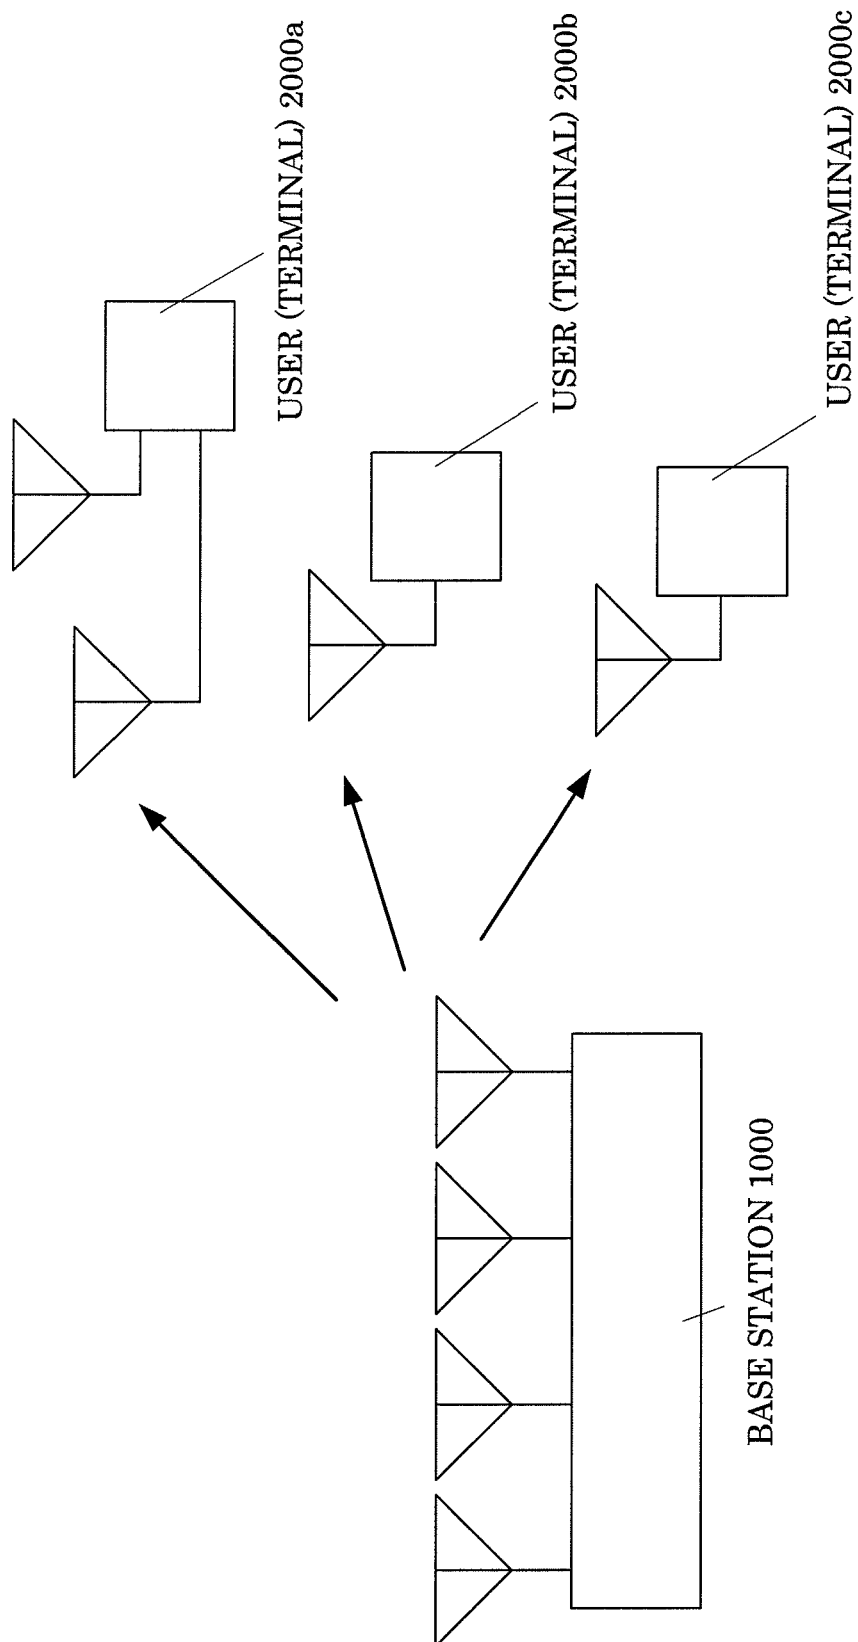 USER (TERMINAL) 2000a
USER (TERMINAL) 2000b
USER (TERMINAL) 2000c
BASE STATION 1000